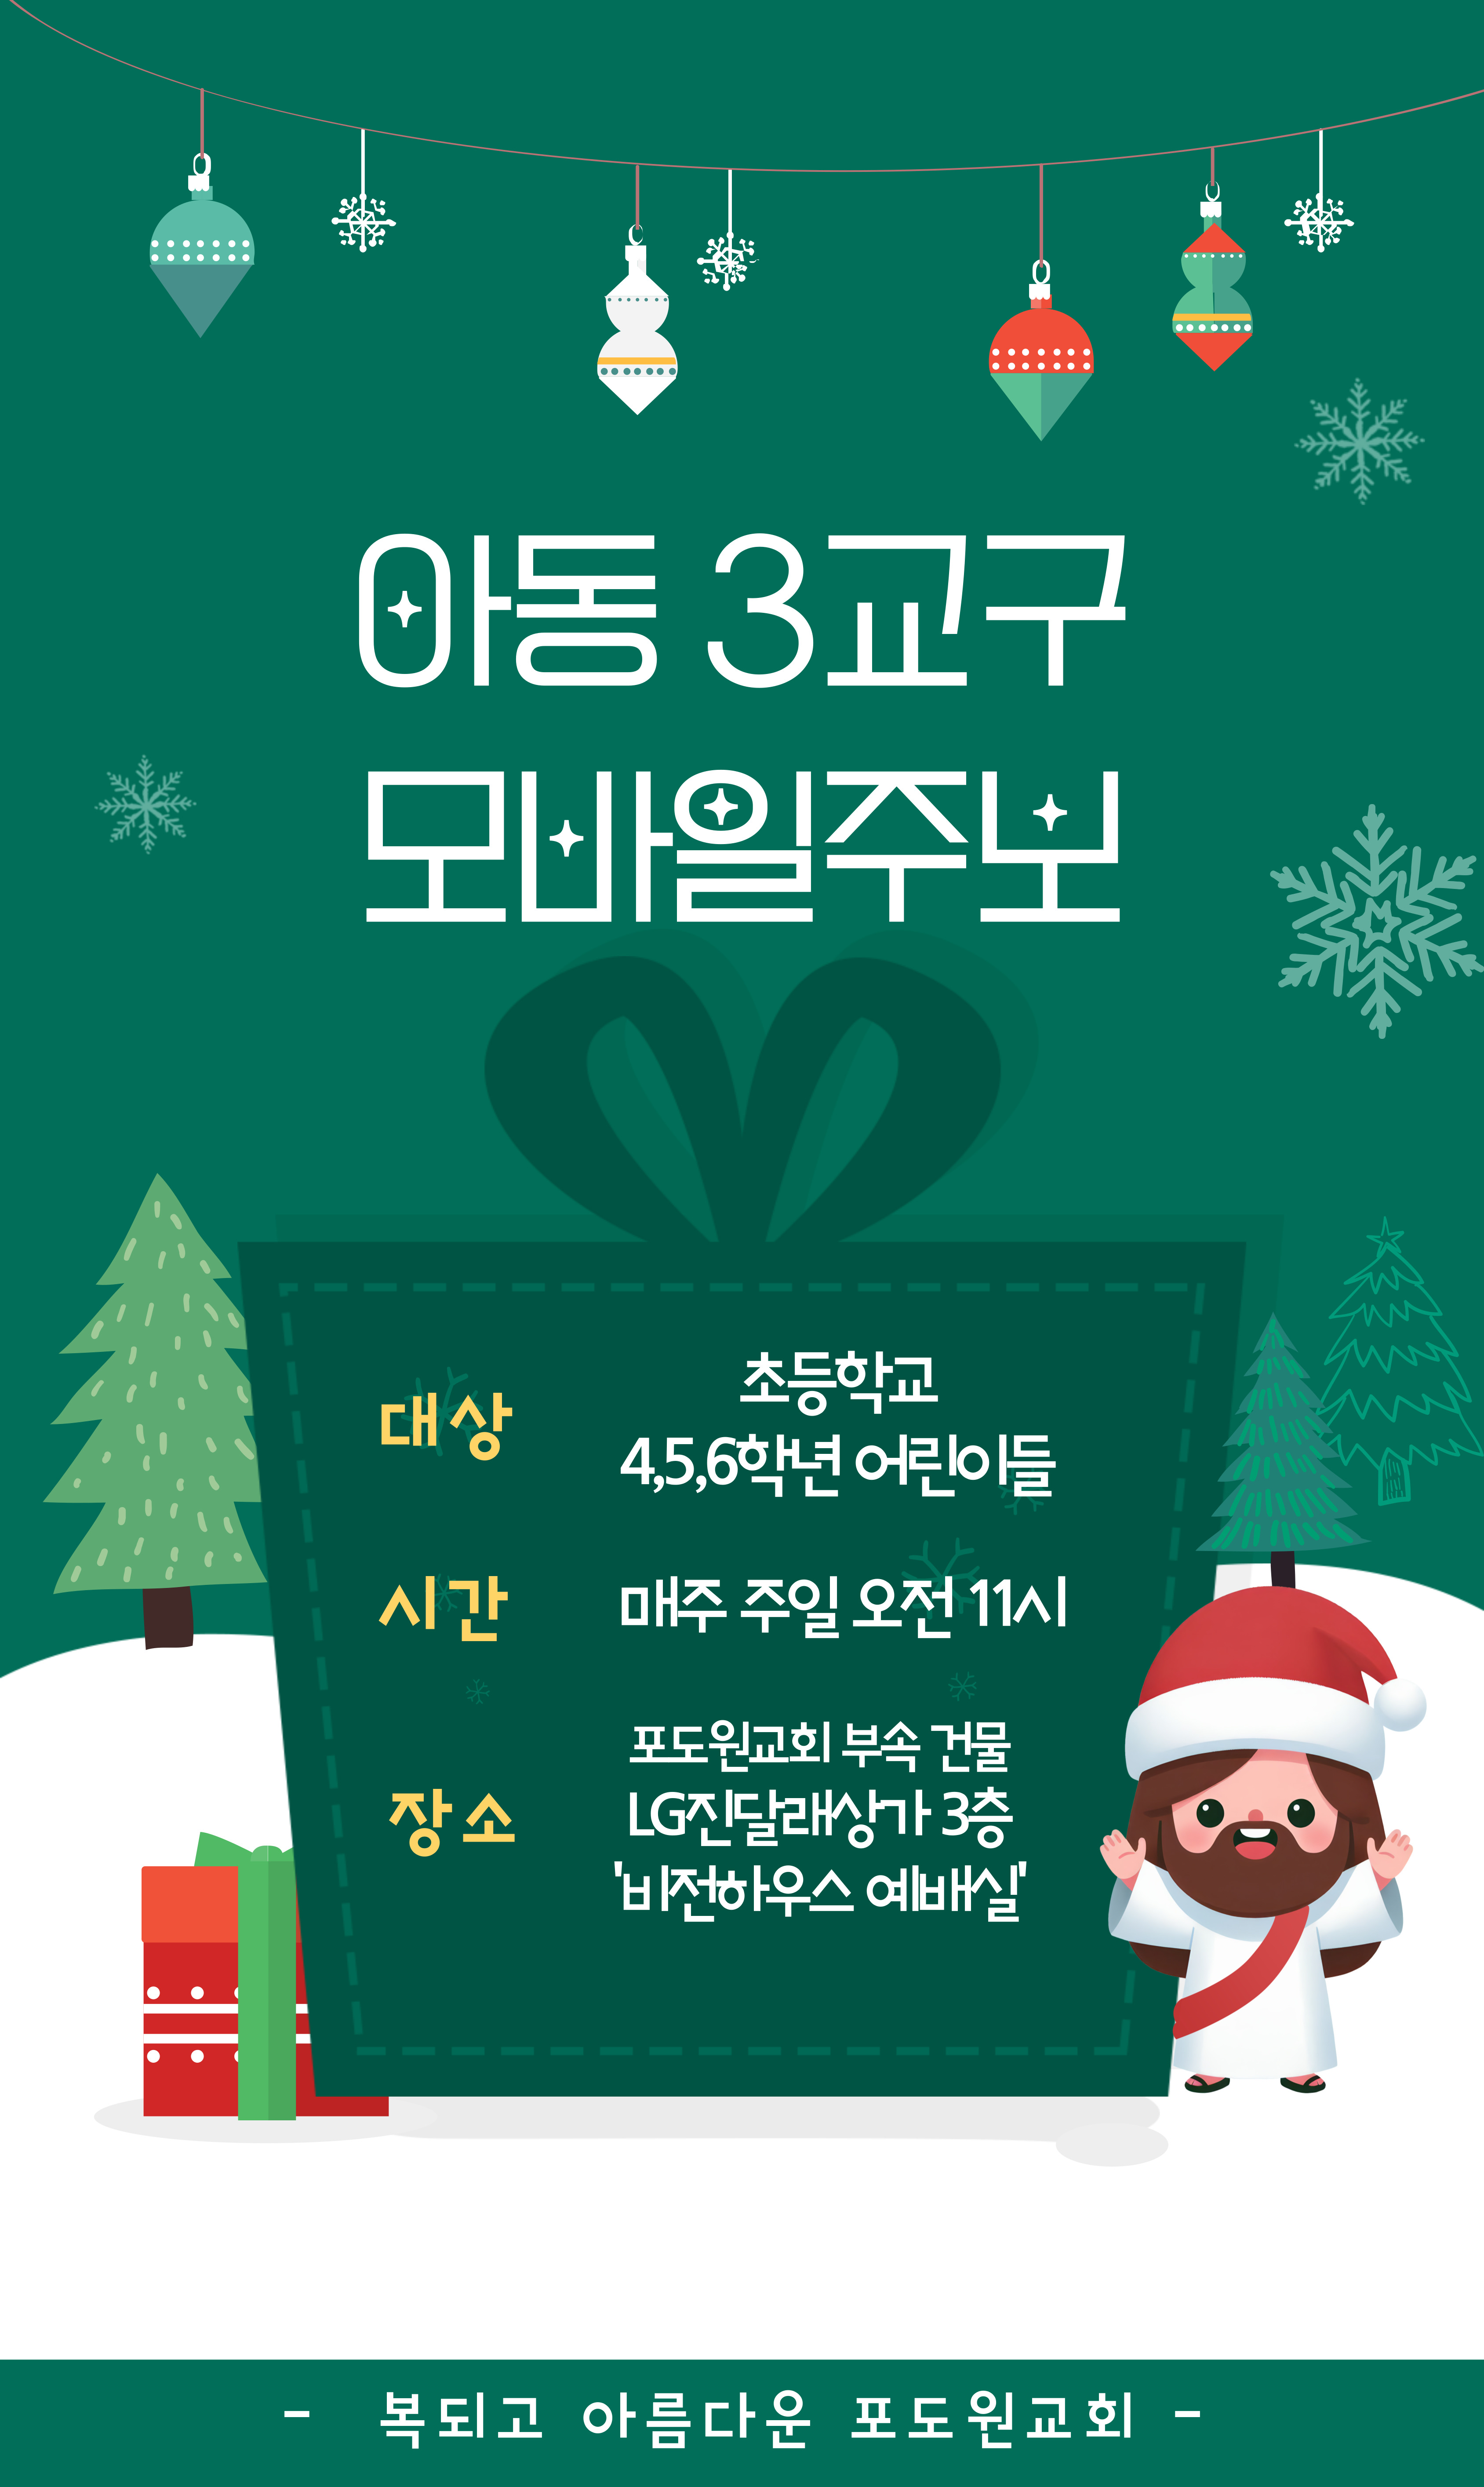 아동 3교구
모바일주보
대상
초등학교
4,5,6학년 어린이들
시간
매주 주일 오전 11시
장소
포도원교회 부속 건물
LG진달래상가 3층
'비전하우스 예배실'
- 복되고 아름다운 포도원교회 -